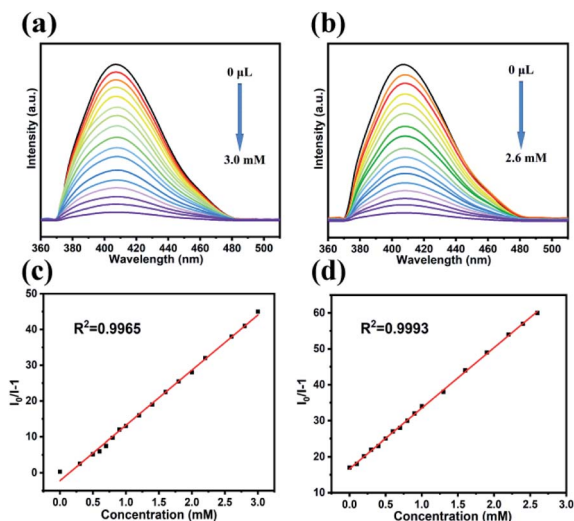 (a)
Intensity (a.u.)
0 μL
3.0 mM
360 380 400 420 440 460 480 500
Wavelength (nm)
(b)
Intensity (a.u.)
0 μL
2.6 mM
360 380 400 420 440 460 480 500
Wavelength (nm)
(c)
R²=0.9965
I₀/I-1
50
40
30
20
10
0
0.0 0.5 1.0 1.5 2.0 2.5 3.0
Concentration (mM)
(d)
R²=0.9993
I₀/I-1
70
60
50
40
30
20
10
0.0 0.5 1.0 1.5 2.0 2.5 3.0
Concentration (mM)